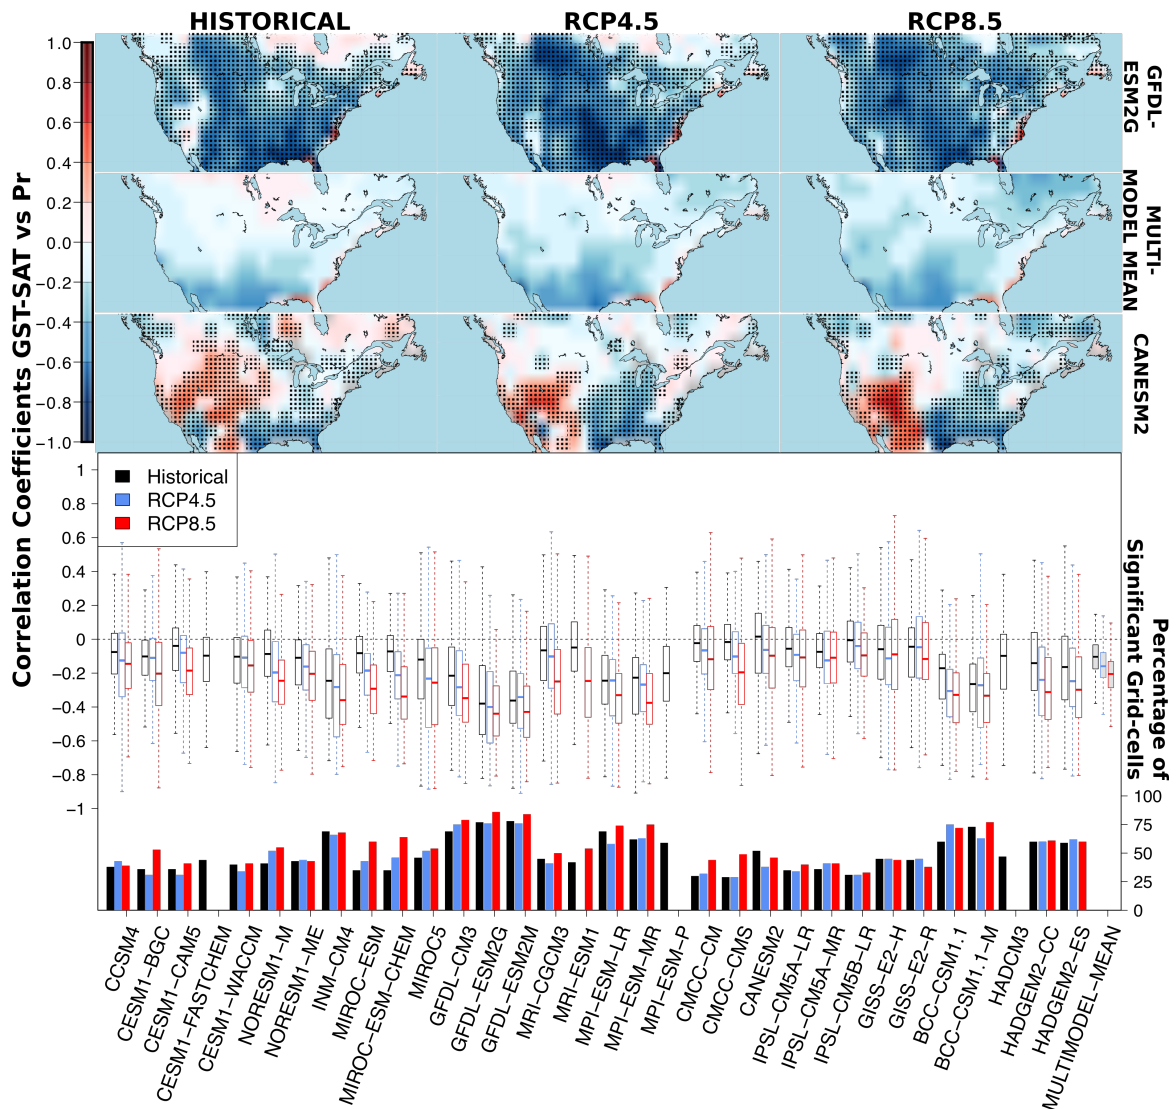 HISTORICAL
RCP4.5
RCP8.5
Correlation Coefficients GST-SAT vs Pr
1.0
0.8
0.6
0.4
0.2
0.0
−0.2
−0.4
−0.6
−0.8
−1.0
GFDL-
ESM2G
MULTI-
MODEL MEAN
CANESM2
Historical
RCP4.5
RCP8.5
1
0.8
0.6
0.4
0.2
0
−0.2
−0.4
−0.6
−0.8
−1
Percentage of
Significant Grid-cells
100
75
50
25
0
CCSM4
CESM1−BGC
CESM1−CAM5
CESM1−FASTCHEM
CESM1−WACCM
NORESM1−M
NORESM1−ME
INM−CM4
MIROC−ESM
MIROC−ESM−CHEM
MIROC5
GFDL−CM3
GFDL−ESM2G
GFDL−ESM2M
MRI−CGCM3
MRI−ESM1
MPI−ESM−LR
MPI−ESM−MR
MPI−ESM−P
CMCC−CM
CMCC−CMS
CANESM2
IPSL−CM5A−LR
IPSL−CM5A−MR
IPSL−CM5B−LR
GISS−E2−H
GISS−E2−R
BCC−CSM1.1
BCC−CSM1.1−M
HADCM3
HADGEM2−CC
HADGEM2−ES
MULTIMODEL−MEAN